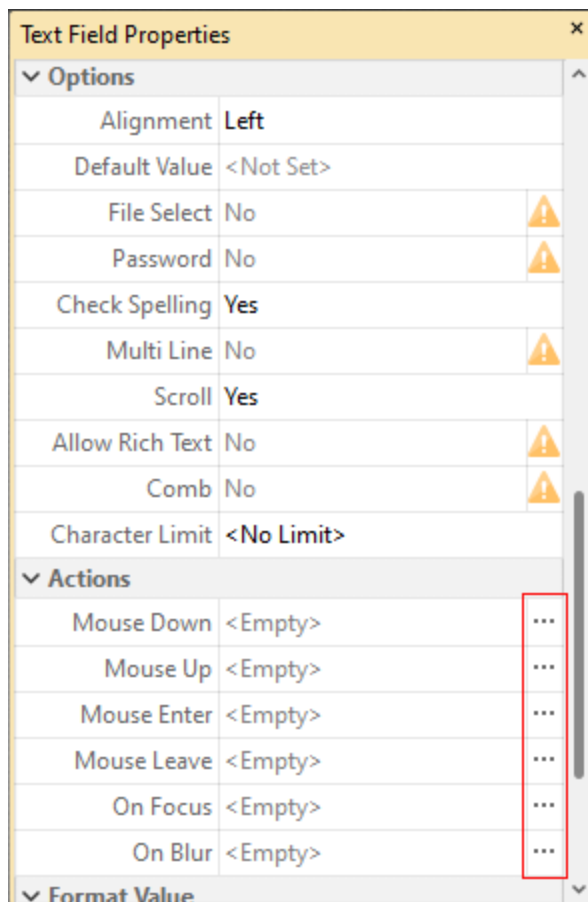 Text Field Properties
Options
Alignment Left
Default Value <Not Set>
File Select No
Password No
Check Spelling Yes
Multi Line No
Scroll Yes
Allow Rich Text No
Comb No
Character Limit <No Limit>
Actions
Mouse Down <Empty> ...
Mouse Up <Empty> ...
Mouse Enter <Empty> ...
Mouse Leave <Empty> ...
On Focus <Empty> ...
On Blur <Empty> ...
Format Value